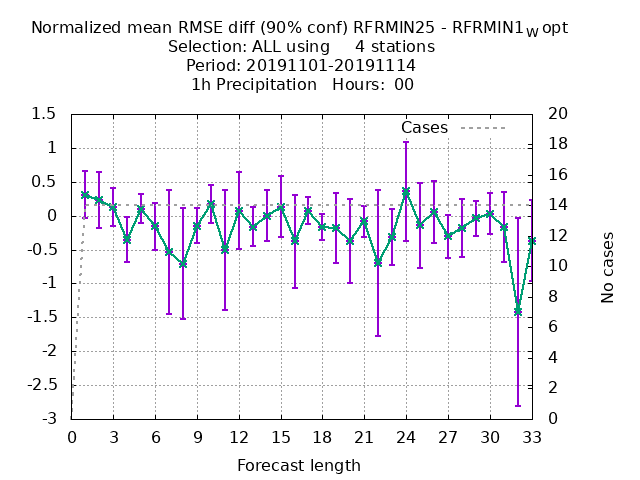 Normalized mean RMSE diff (90% conf) RFRMIN25 - RFRMIN1WOpt
Selection: ALL using 4 stations
Period: 20191101-20191114
1h Precipitation Hours: 00
Cases
1.5
1
0.5
0
-0.5
-1
-1.5
-2
-2.5
-3
20
18
16
14
12
10
8
6
4
2
0
No cases
0 3 6 9 12 15 18 21 24 27 30 33
Forecast length